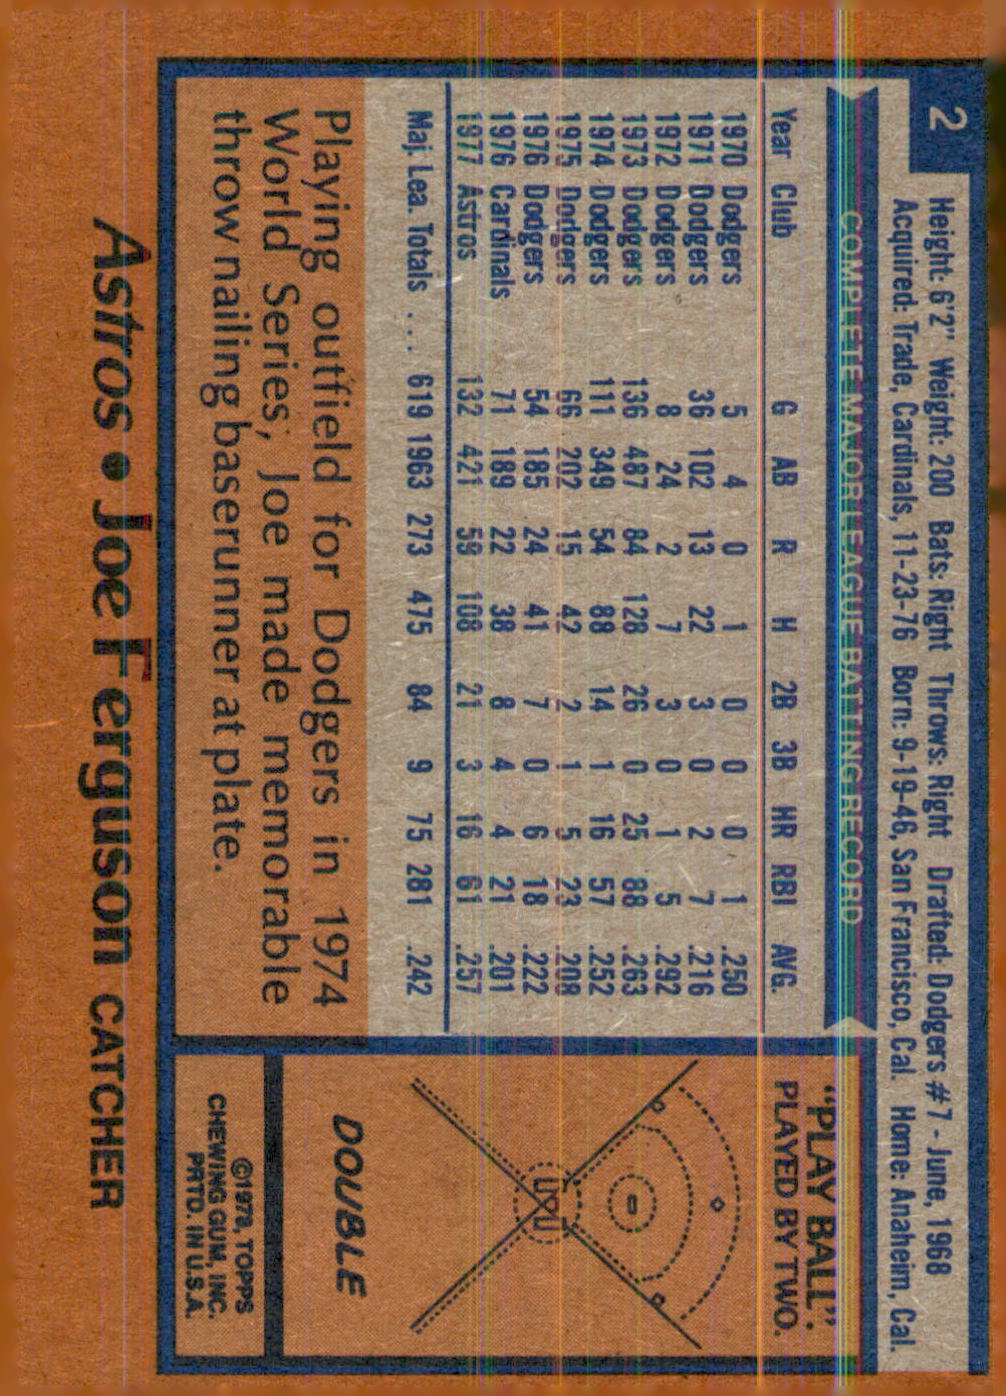 2
Height: 6'2" Weight: 200 Bats: Right Throws: Right Drafted: Dodgers #7 - June, 1968
Acquired: Trade, Cardinals, 11-23-76 Born: 9-19-46, San Francisco, Cal. Home: Anaheim, Cal.
COMPLETE MAJOR LEAGUE BATTING RECORD
Year Club G AB R H 2B 3B HR RBI AVG.
1970 Dodgers 5 4 0 1 0 0 0 1 .250
1971 Dodgers 36 102 13 22 3 0 2 7 .216
1972 Dodgers 8 24 2 7 3 0 1 5 .292
1973 Dodgers 136 487 84 128 26 0 25 88 .263
1974 Dodgers 111 349 54 88 14 1 16 57 .252
1975 Dodgers 66 202 15 42 2 1 5 23 .208
1976 Dodgers 54 185 24 41 7 0 6 18 .222
1976 Cardinals 71 189 22 38 8 4 4 21 .201
1977 Astros 132 421 59 108 21 3 16 61 .257
Maj. Lea. Totals ... 619 1963 273 475 84 9 75 281 .242
Playing outfield for Dodgers in 1974
World Series, Joe made memorable
throw nailing baserunner at plate.
"PLAY BALL".
PLAYED BY TWO.
DOUBLE
©1978, TOPPS
CHEWING GUM, INC.
PRTD. IN U.S.A.
Astros • Joe Ferguson CATCHER